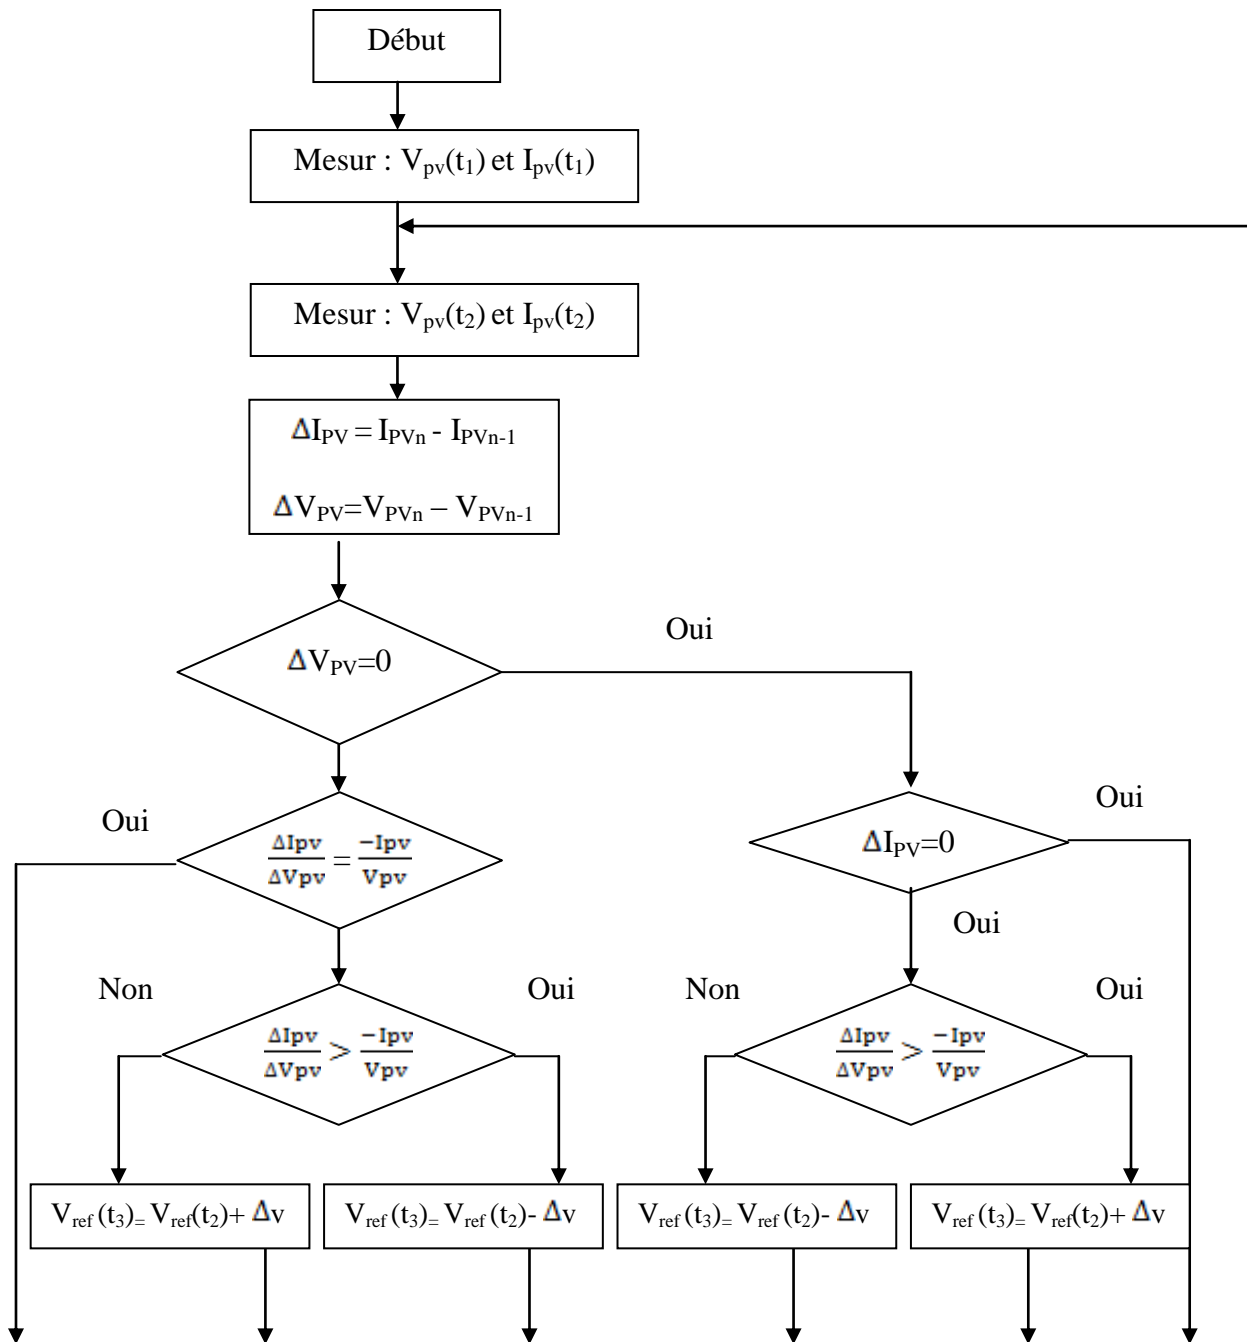 Début
Mesur : Vpv(t1) et Ipv(t1)
Mesur : Vpv(t2) et Ipv(t2)
ΔIPV = IPVn - IPVn-1
ΔVPV=VPVn – VPVn-1
Oui
ΔVPV=0
Oui
Oui
ΔIpv/ΔVpv = -Ipv/Vpv
ΔIPV=0
Oui
Non
Oui
Non
Oui
ΔIpv/ΔVpv > -Ipv/Vpv
ΔIpv/ΔVpv > -Ipv/Vpv
Vref (t3)= Vref(t2)+ Δv
Vref (t3)= Vref (t2)- Δv
Vref (t3)= Vref (t2)- Δv
Vref (t3)= Vref(t2)+ Δv